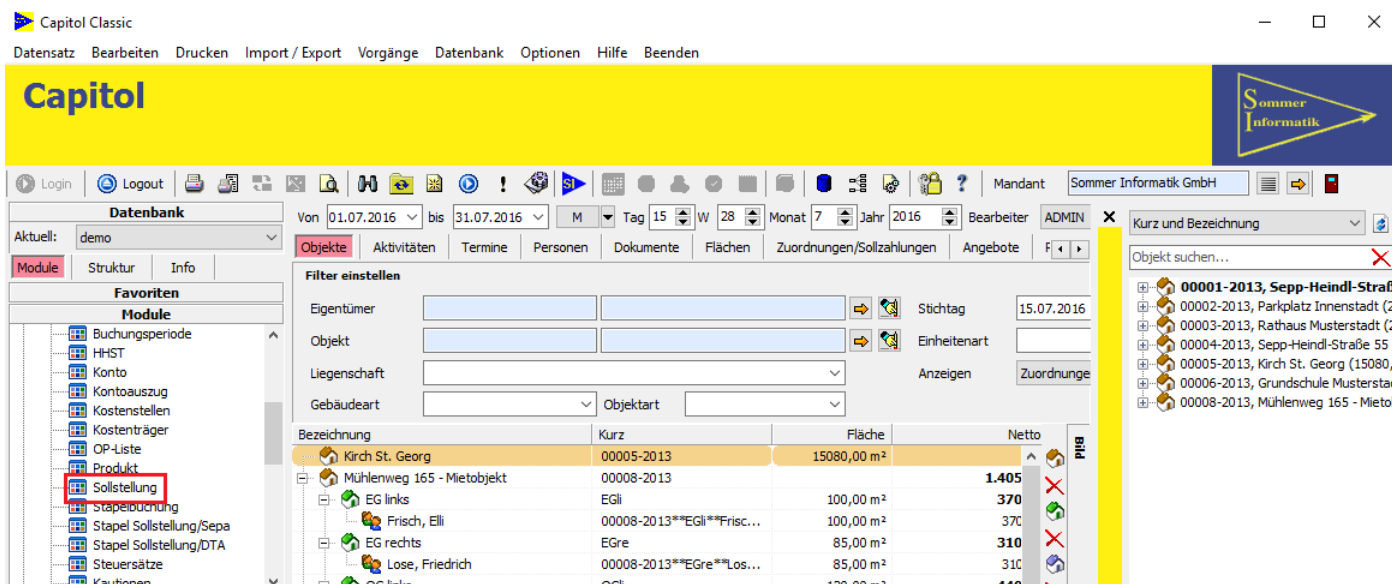 Capitol Classic
Datensatz Bearbeiten Drucken Import / Export Vorgänge Datenbank Optionen Hilfe Beenden
Capitol
Sommer
Informatik
Login Logout SI ! ? Mandant Sommer Informatik GmbH
Datenbank
Aktuell: demo
Module Struktur Info
Favoriten
Module
Buchungsperiode
HHST
Konto
Kontoauszug
Kostenstellen
Kostenträger
OP-Liste
Produkt
Sollstellung
Stapelbuchung
Stapel Sollstellung/Sepa
Stapel Sollstellung/DTA
Steuersätze
Kautionen
Von 01.07.2016 bis 31.07.2016 M Tag 15 W 28 Monat 7 Jahr 2016 Bearbeiter ADMIN
Objekte Aktivitäten Termine Personen Dokumente Flächen Zuordnungen/Sollzahlungen Angebote
Filter einstellen
Eigentümer Stichtag 15.07.2016
Objekt Einheitenart
Liegenschaft Anzeigen Zuordnunge
Gebäudeart Objektart
Bezeichnung Kurz Fläche Netto
Kirch St. Georg 00005-2013 15080,00 m²
Mühlenweg 165 - Mietobjekt 00008-2013 1.405
EG links EGli 100,00 m² 370
Frisch, Elli 00008-2013**EGli**Frisc... 100,00 m² 370
EG rechts EGre 85,00 m² 310
Lose, Friedrich 00008-2013**EGre**Los... 85,00 m² 310
Bild
Kurz und Bezeichnung
Objekt suchen...
00001-2013, Sepp-Heindl-Straß
00002-2013, Parkplatz Innenstadt (2
00003-2013, Rathaus Musterstadt (2
00004-2013, Sepp-Heindl-Straße 55
00005-2013, Kirch St. Georg (15080,
00006-2013, Grundschule Mustersta
00008-2013, Mühlenweg 165 - Mieto